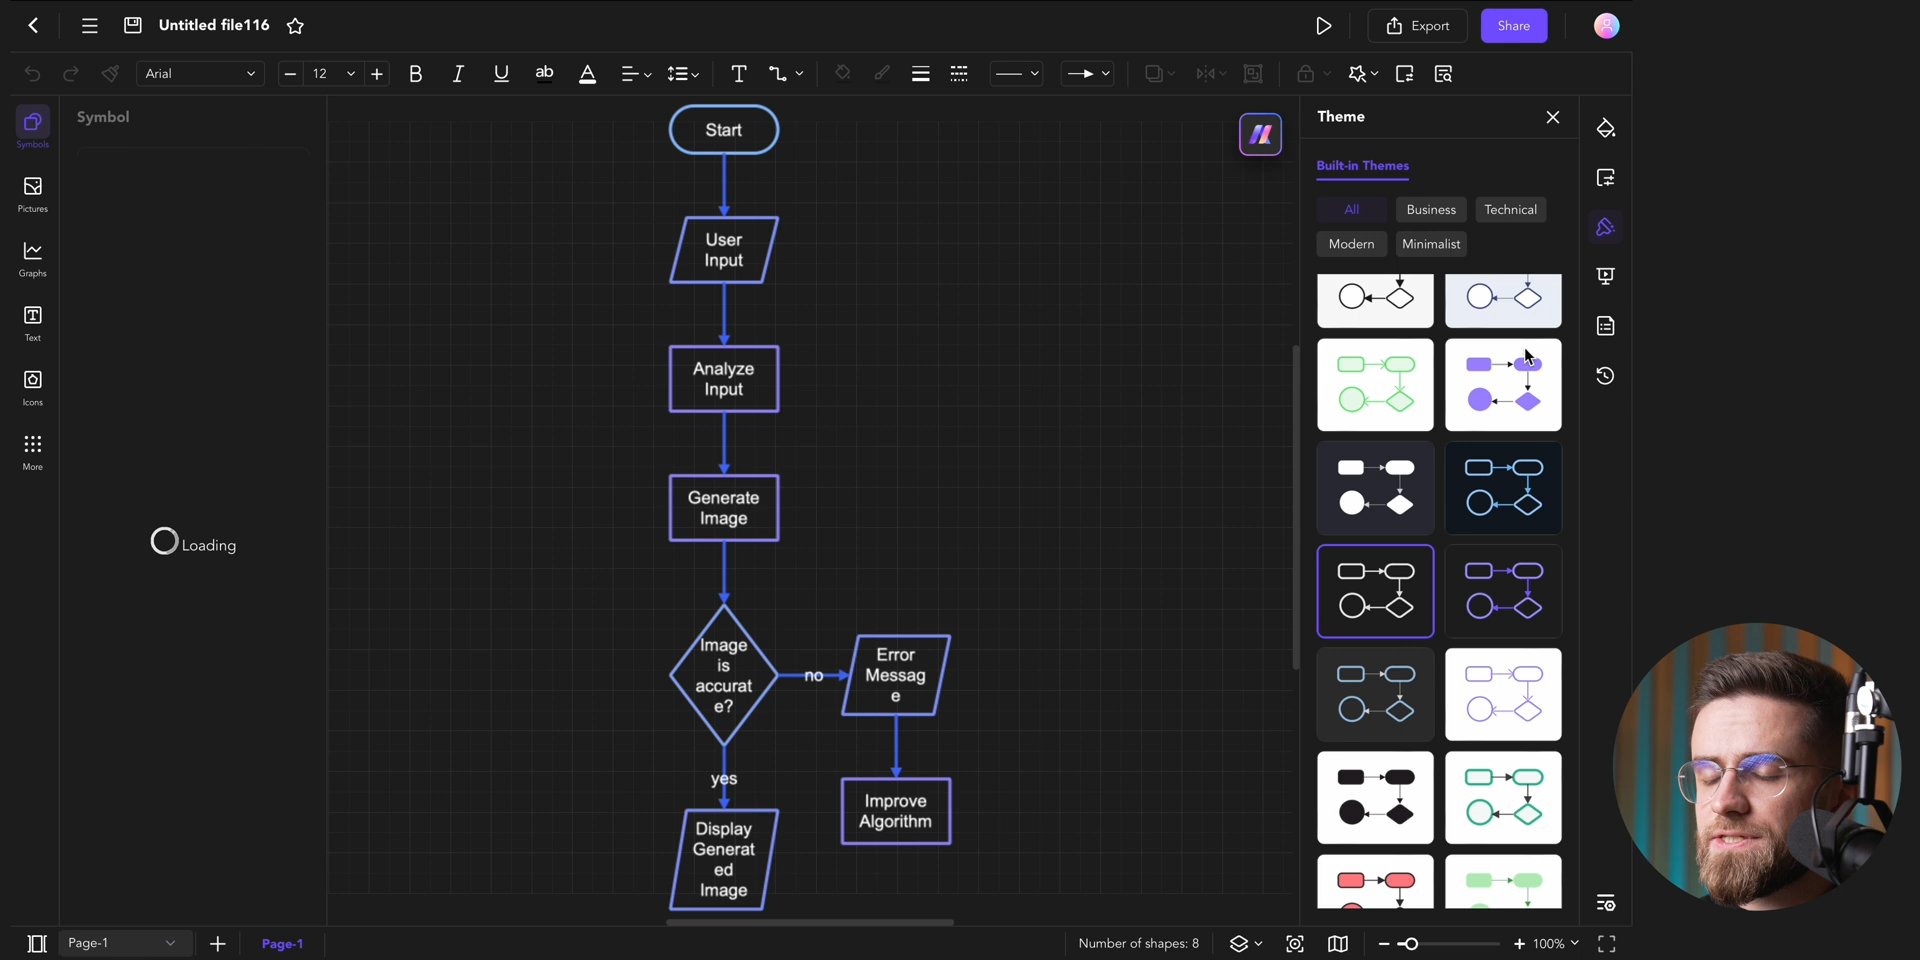 Untitled file116
Export
Share
Arial
12
B
I
U
ab
A
T
Symbols
Pictures
Graphs
Text
Icons
More
Symbol
Loading
Start
User
Input
Analyze
Input
Generate
Image
Image
is
accurat
e?
no
Error
Messag
e
yes
Improve
Algorithm
Display
Generat
ed
Image
Theme
Built-in Themes
All
Business
Technical
Modern
Minimalist
Page-1
Page-1
Number of shapes: 8
100%